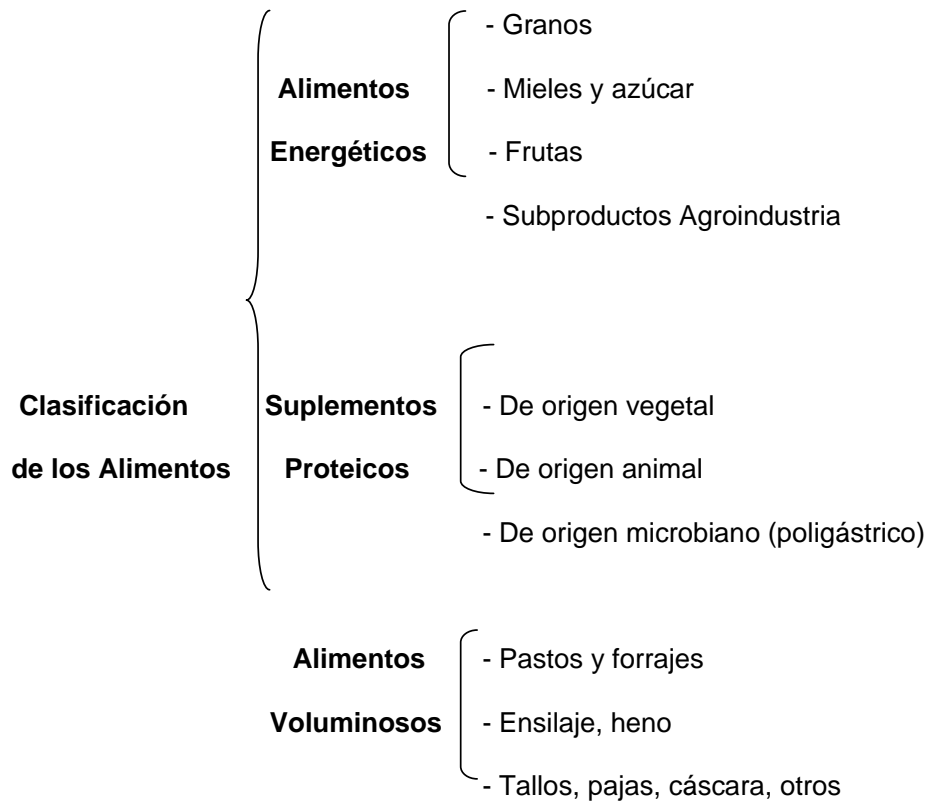 - Granos
Alimentos - Mieles y azúcar
Energéticos - Frutas
- Subproductos Agroindustria
Clasificación Suplementos - De origen vegetal
de los Alimentos Proteicos - De origen animal
- De origen microbiano (poligástrico)
Alimentos - Pastos y forrajes
Voluminosos - Ensilaje, heno
- Tallos, pajas, cáscara, otros